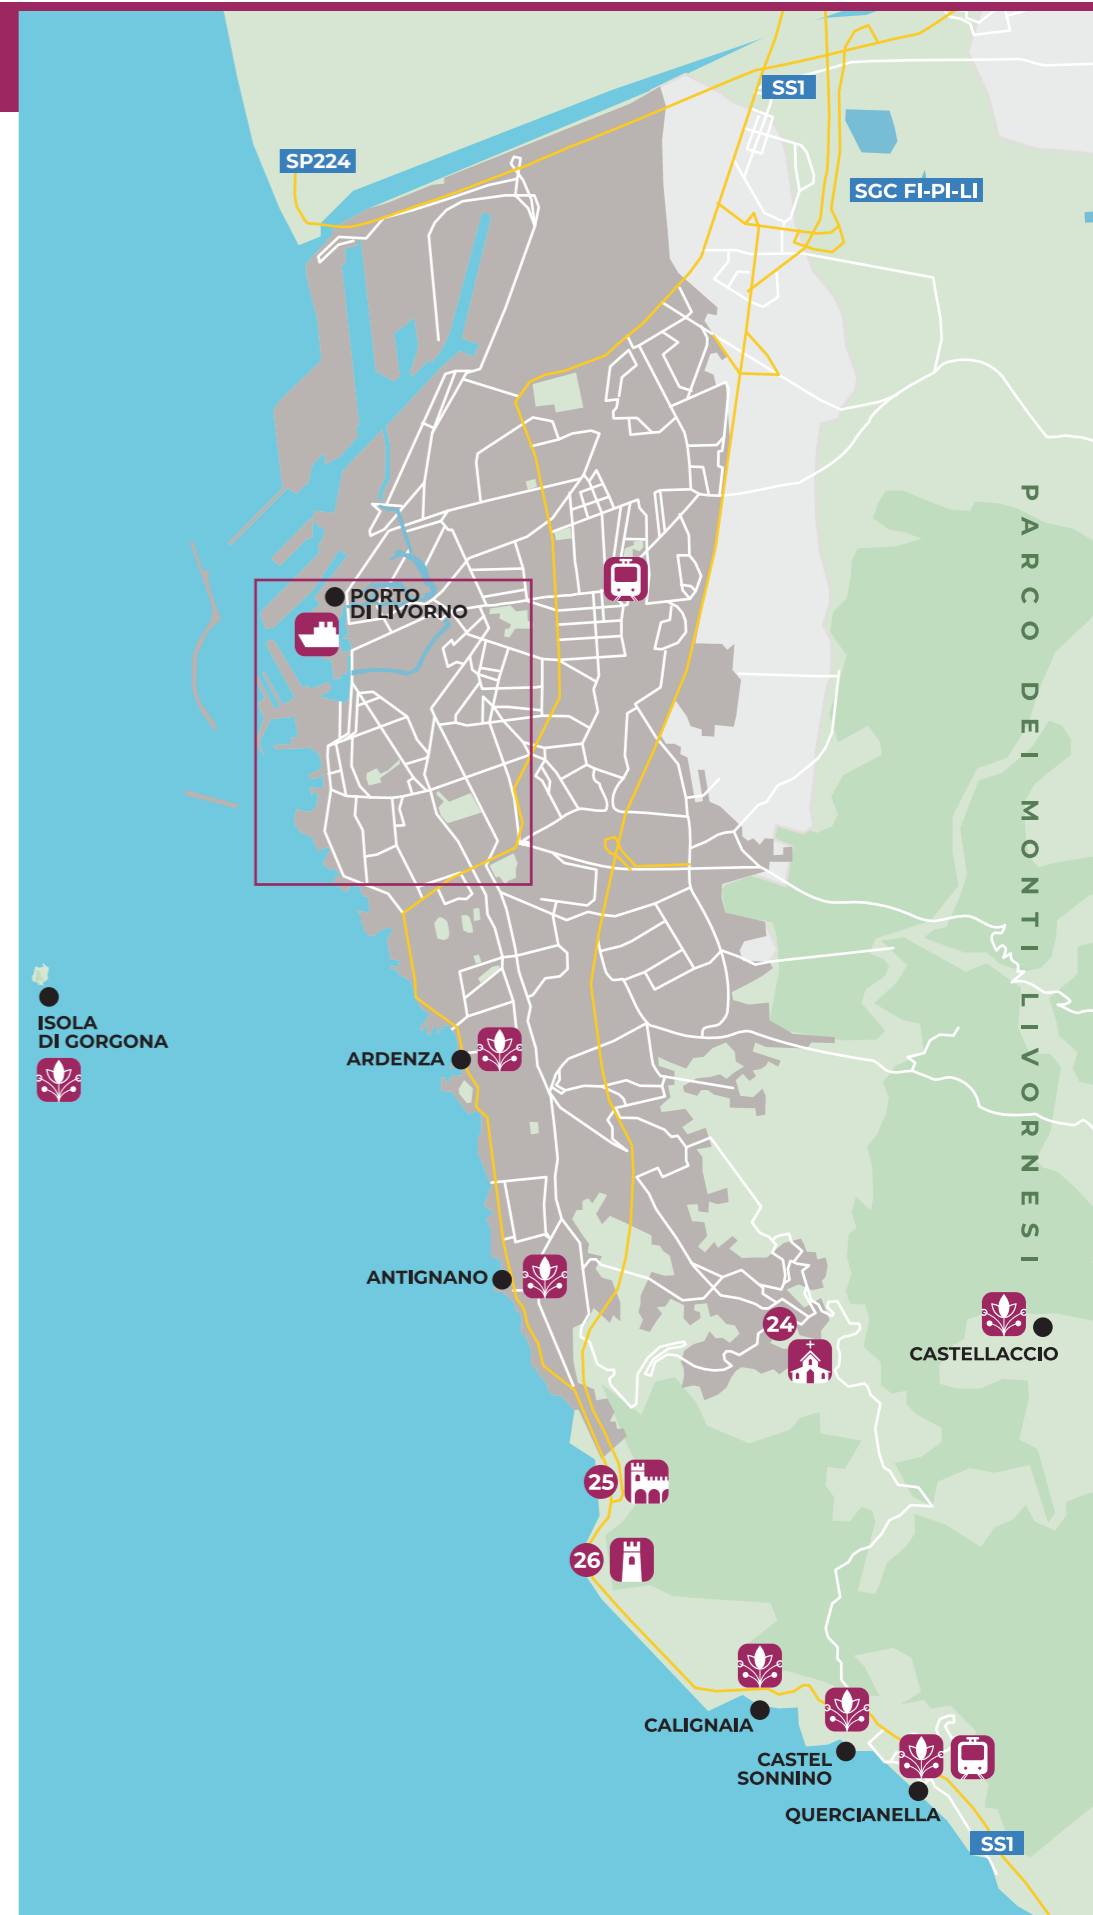 SS1
SP224
SGC FI-PI-LI
PARCO DEI MONTI LIVORNESI
PORTO
DI LIVORNO
ISOLA
DI GORGONA
ARDENZA
ANTIGNANO
24
CASTELLACCIO
25
26
CALIGNAIA
CASTEL
SONNINO
QUERCIANELLA
SS1